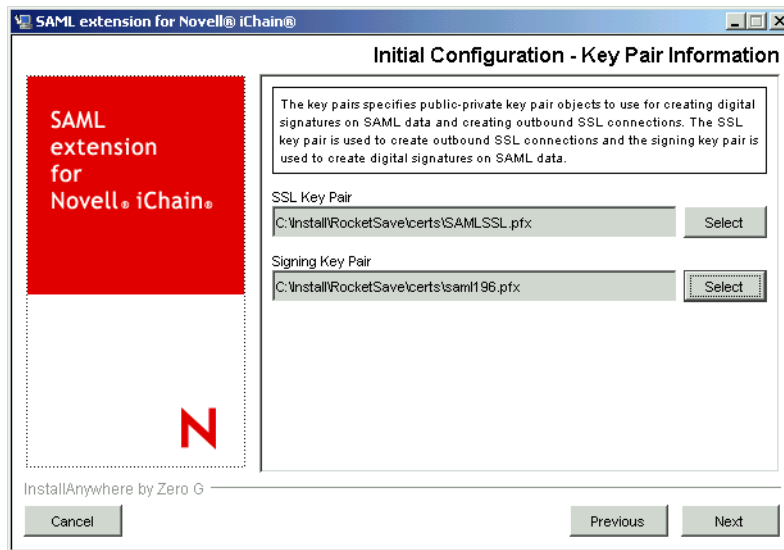 SAML extension for Novell® iChain®
Initial Configuration - Key Pair Information
SAML
extension
for
Novell® iChain®
N
The key pairs specifies public-private key pair objects to use for creating digital
signatures on SAML data and creating outbound SSL connections. The SSL
key pair is used to create outbound SSL connections and the signing key pair is
used to create digital signatures on SAML data.
SSL Key Pair
C:\Install\RocketSave\certs\SAMLSSL.pfx
Select
Signing Key Pair
C:\Install\RocketSave\certs\saml196.pfx
Select
InstallAnywhere by Zero G
Cancel
Previous
Next